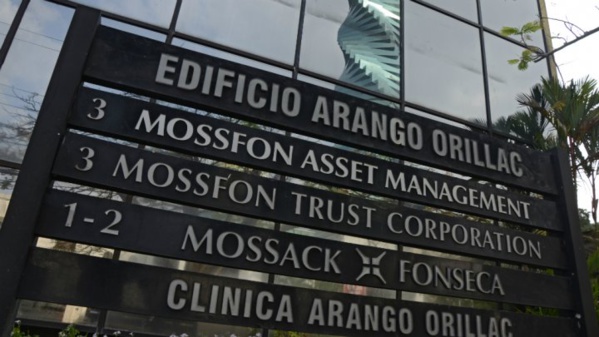 EDIFICIO ARANGO ORILLAC
3 MOSSFON ASSET MANAGEMENT
3 MOSSFON TRUST CORPORATION
1-2 MOSSACK FONSECA
CLINICA ARANGO ORILLAC